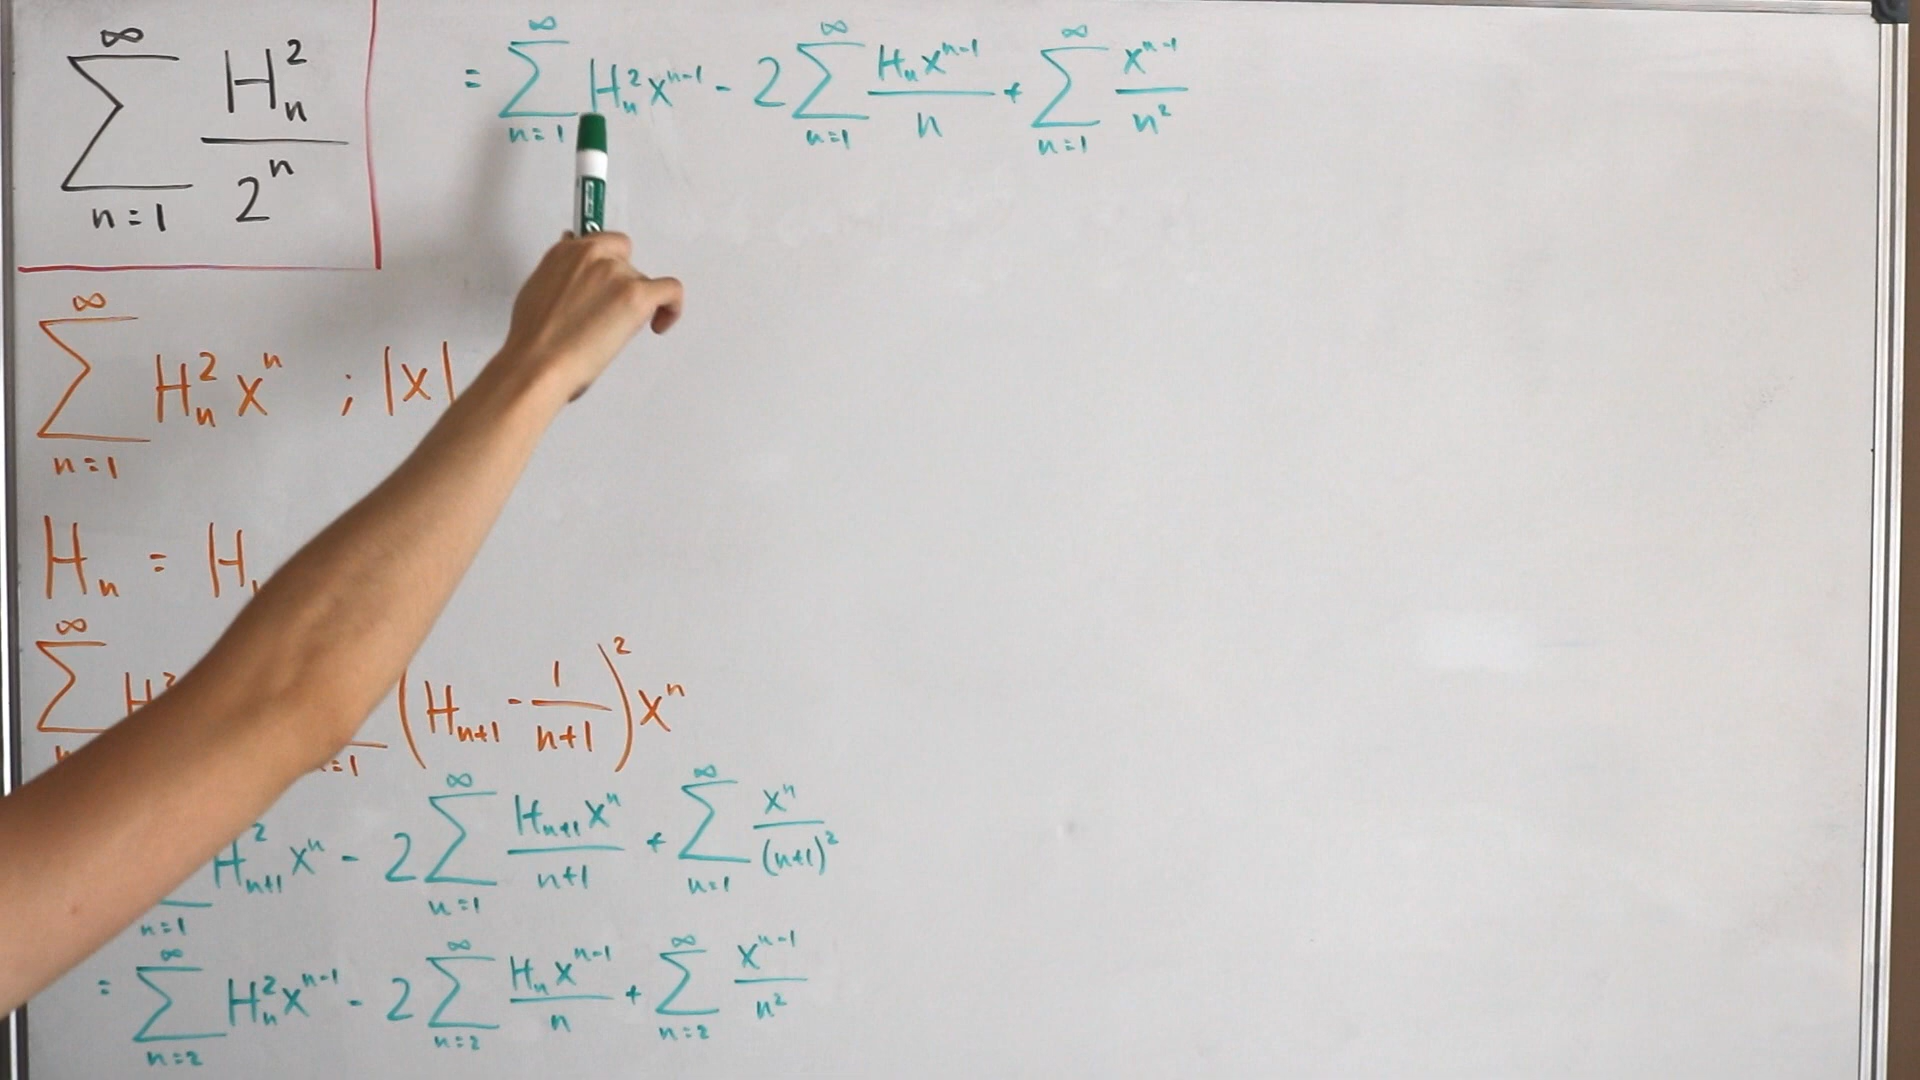 ∞
∑ H_n^2 / 2^n
n=1
= ∑_{n=1}^{∞} H_n^2 x^{n-1} - 2 ∑_{n=1}^{∞} H_n x^{n-1} / n + ∑_{n=1}^{∞} x^{n-1} / n^2
∑_{n=1}^{∞} H_n^2 x^n ; |x|
H_n = H
∑^{∞} H^2 (H_{n+1} - 1/(n+1))^2 x^n
H_{n+1}^2 x^n - 2 ∑_{n=1}^{∞} H_{n+1} x^n / n+1 + ∑_{n=1}^{∞} x^n / (n+1)^2
n=1
= ∑_{n=2}^{∞} H_n^2 x^{n-1} - 2 ∑_{n=2}^{∞} H_n x^{n-1} / n + ∑_{n=2}^{∞} x^{n-1} / n^2